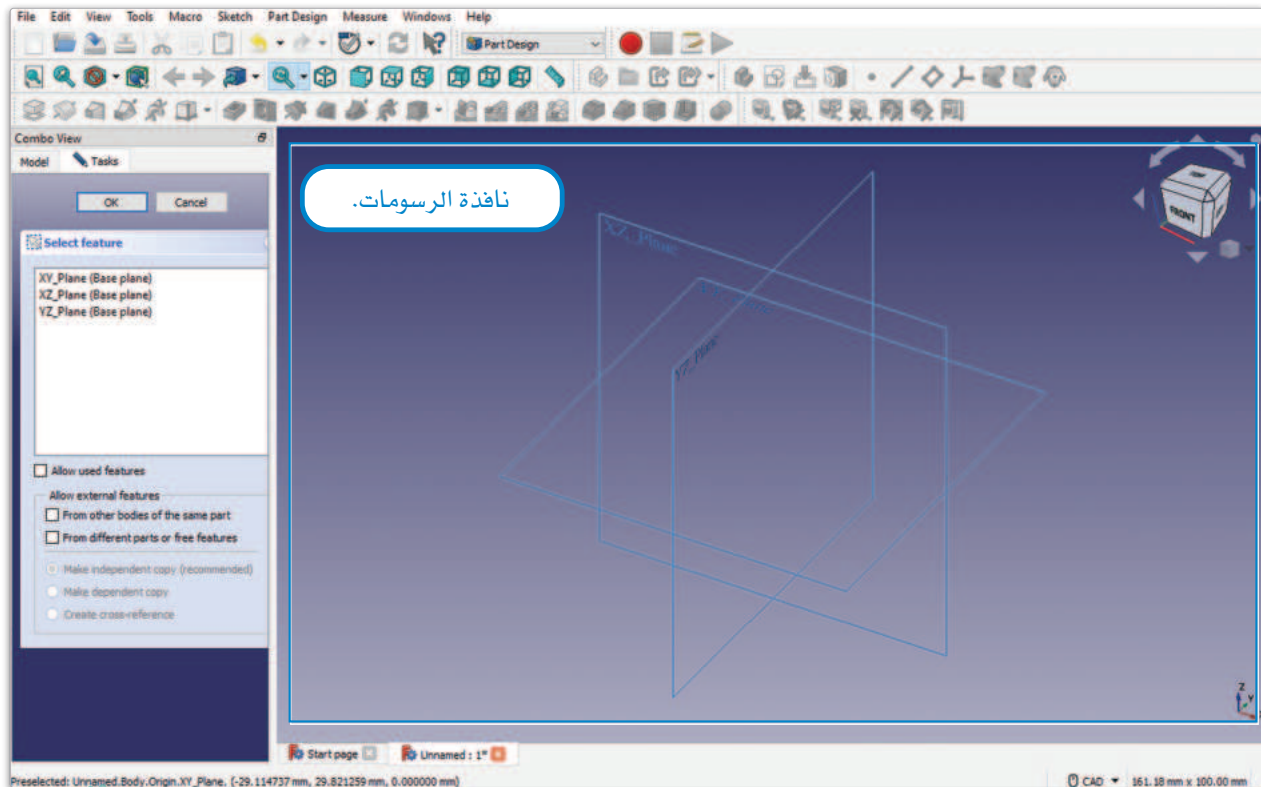 File Edit View Tools Macro Sketch Part Design Measure Windows Help
Part Design
Combo View
Model Tasks
OK Cancel
Select feature
XY_Plane (Base plane)
XZ_Plane (Base plane)
YZ_Plane (Base plane)
Allow used features
Allow external features
From other bodies of the same part
From different parts or free features
Make independent copy (recommended)
Make dependent copy
Create cross-reference
نافذة الرسومات.
XZ_Plane
YZ_Plane
FRONT
Z
Y
Start page
Unnamed : 1*
Preselected: Unnamed.Body.Origin.XY_Plane. (-29.114737 mm, 29.821259 mm, 0.000000 mm)
CAD 161.18 mm x 100.00 mm